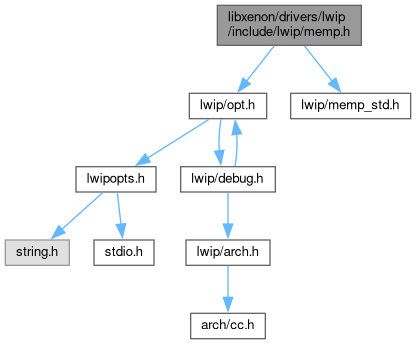 libxenon/drivers/lwip
/include/lwip/memp.h
lwip/opt.h
lwip/memp_std.h
lwipopts.h
lwip/debug.h
string.h
stdio.h
lwip/arch.h
arch/cc.h